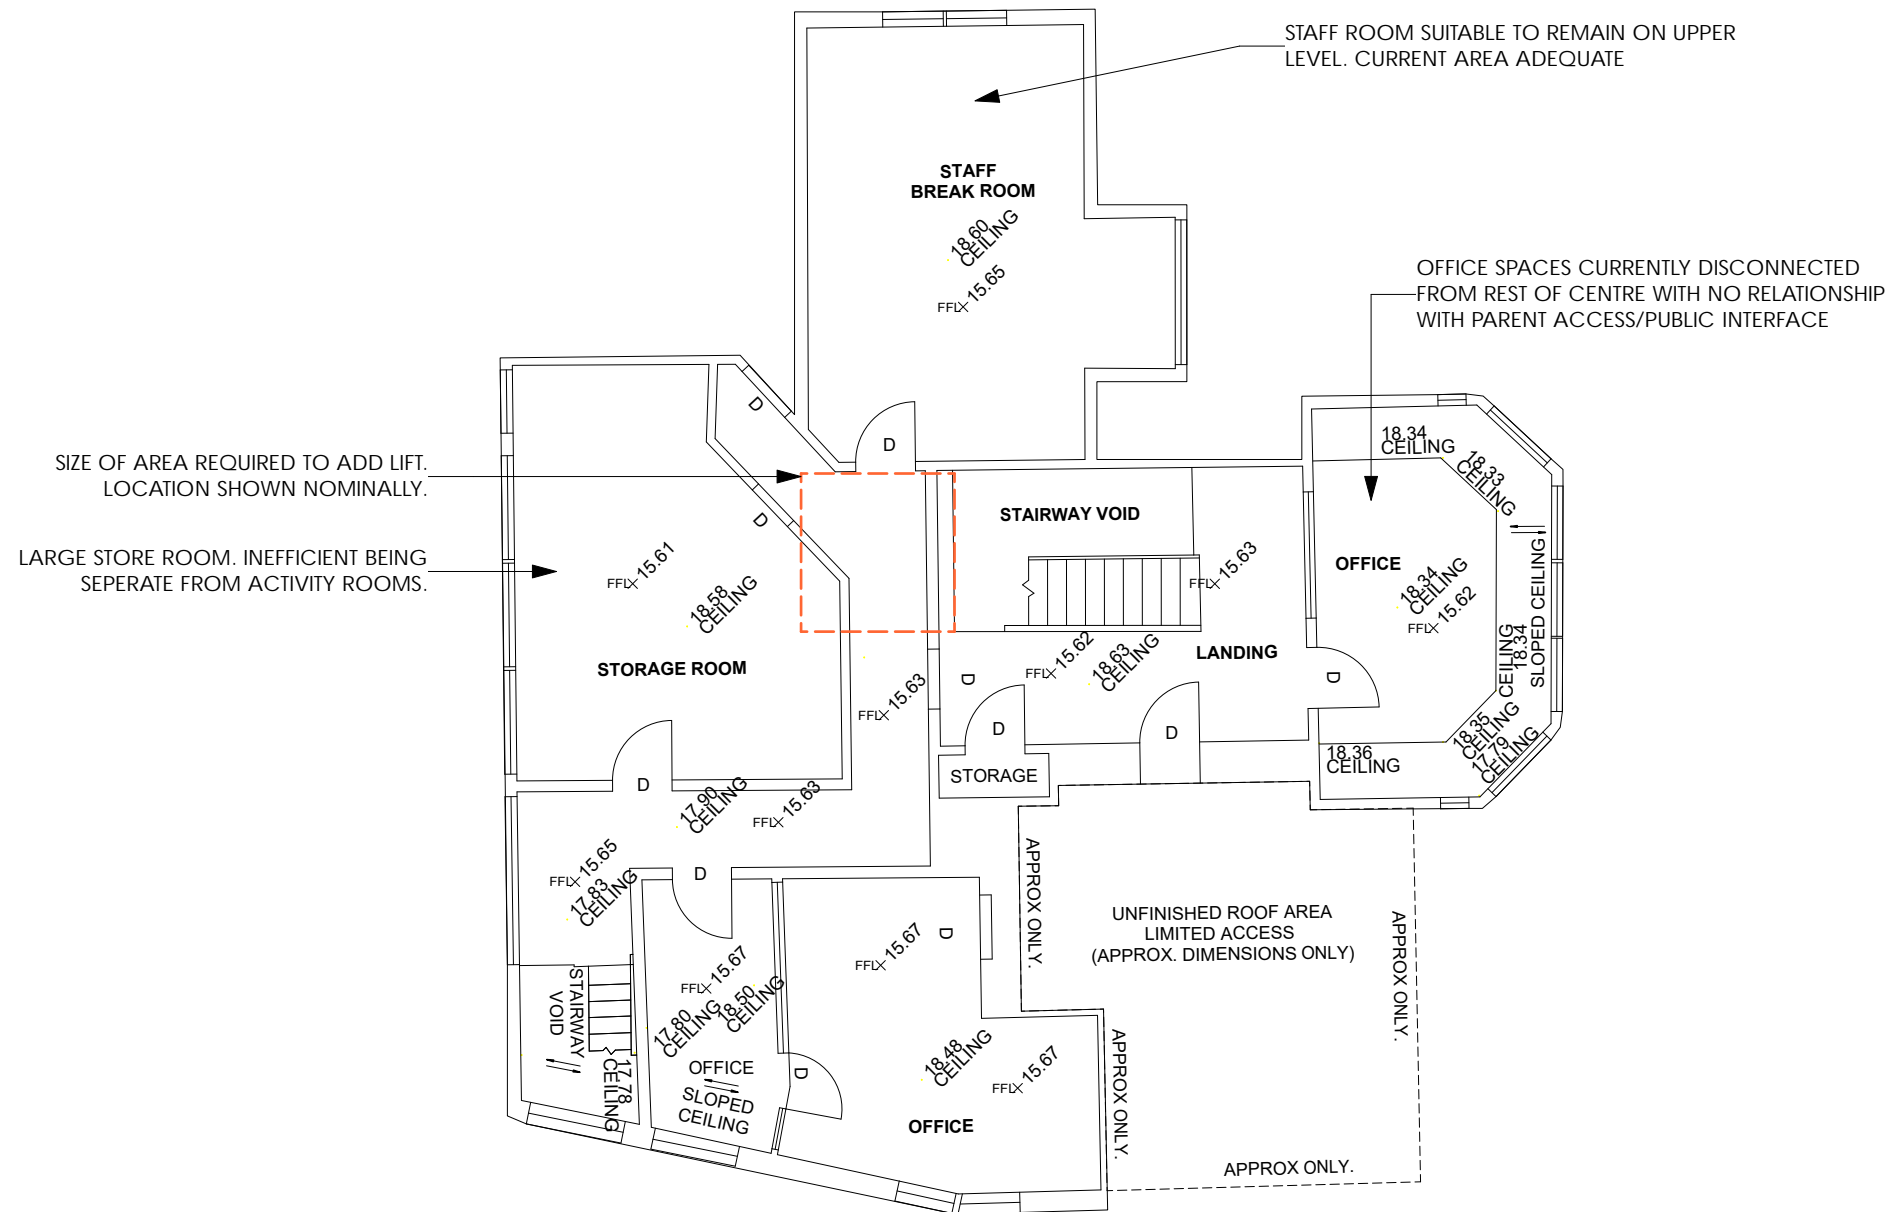 STAFF ROOM SUITABLE TO REMAIN ON UPPER
LEVEL. CURRENT AREA ADEQUATE
STAFF
BREAK ROOM
18.60
CEILING
FFL 15.65
OFFICE SPACES CURRENTLY DISCONNECTED
FROM REST OF CENTRE WITH NO RELATIONSHIP
WITH PARENT ACCESS/PUBLIC INTERFACE
D
D
SIZE OF AREA REQUIRED TO ADD LIFT.
LOCATION SHOWN NOMINALLY.
D
LARGE STORE ROOM. INEFFICIENT BEING
SEPERATE FROM ACTIVITY ROOMS.
FFL 15.61
18.58
CEILING
STORAGE ROOM
STAIRWAY VOID
FFL 15.63
FFL 15.62
18.63
CEILING
LANDING
FFL 15.63
D
D
D
D
STORAGE
18.34
CEILING
18.33
CEILING
OFFICE
18.34
CEILING
FFL 15.62
SLOPED CEILING
18.34
CEILING
18.35
CEILING
17.79
CEILING
18.36
CEILING
D
17.90
CEILING
FFL 15.63
FFL 15.65
17.83
CEILING
D
STAIRWAY
VOID
17.78
CEILING
FFL 15.67
18.50
CEILING
17.80
CEILING
OFFICE
SLOPED
CEILING
D
D
FFL 15.67
18.48
CEILING
FFL 15.67
OFFICE
UNFINISHED ROOF AREA
LIMITED ACCESS
(APPROX. DIMENSIONS ONLY)
APPROX ONLY.
APPROX ONLY.
APPROX ONLY.
APPROX ONLY.